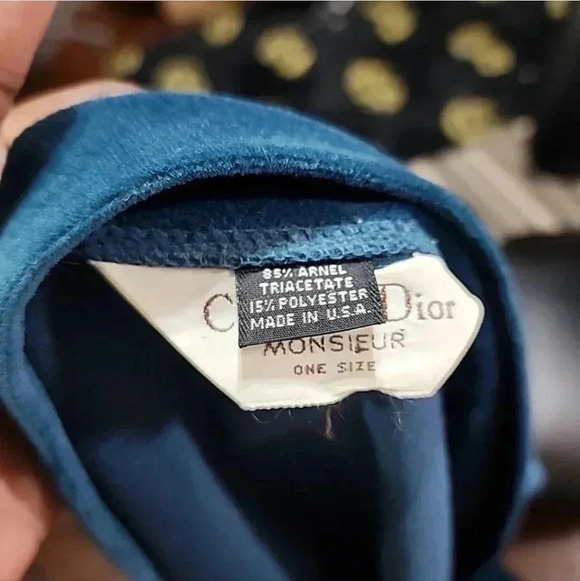 85% ARNEL
TRIACETATE
15% POLYESTER
MADE IN U.S.A.
C Dior
MONSIEUR
ONE SIZE